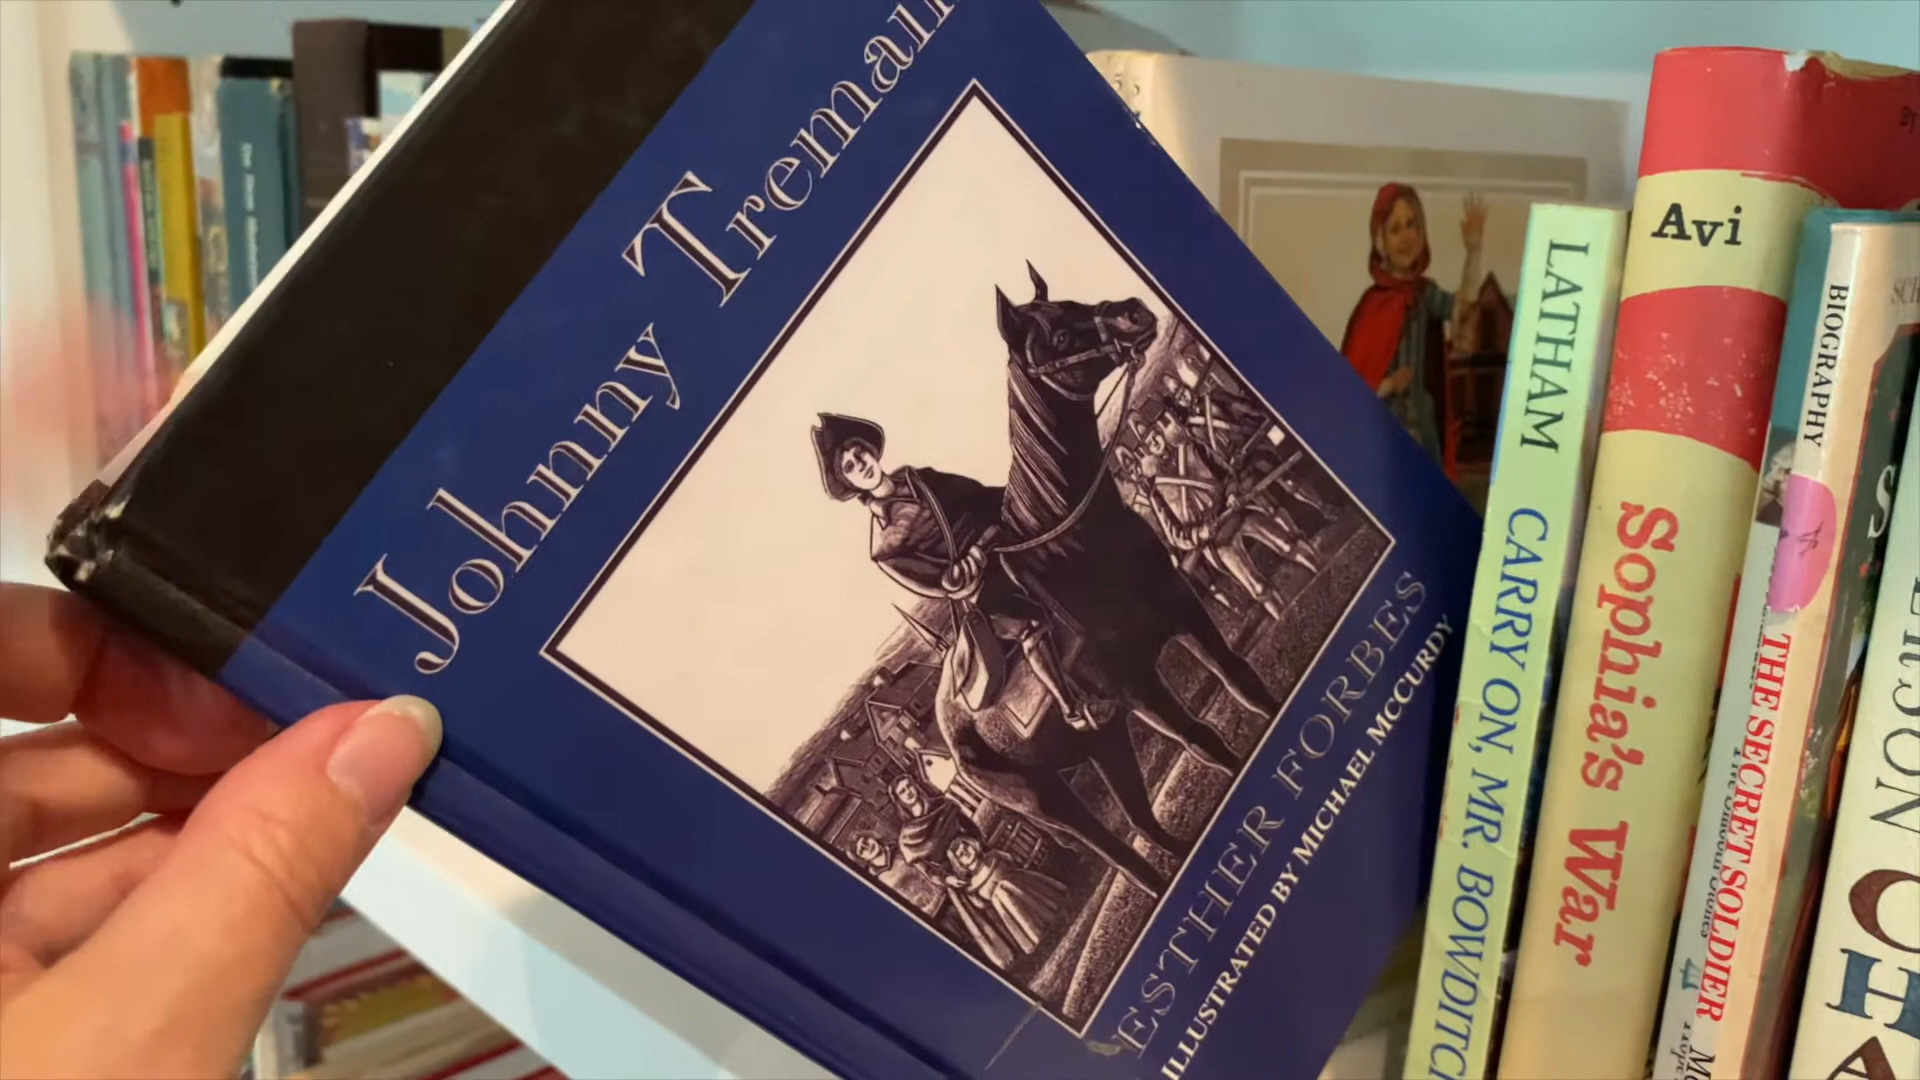 Johnny Tremain
ESTHER FORBES
ILLUSTRATED BY MICHAEL MCCURDY
LATHAM CARRY ON, MR. BOWDITC
Avi
Sophia's War
BIOGRAPHY
THE SECRET SOLDIER